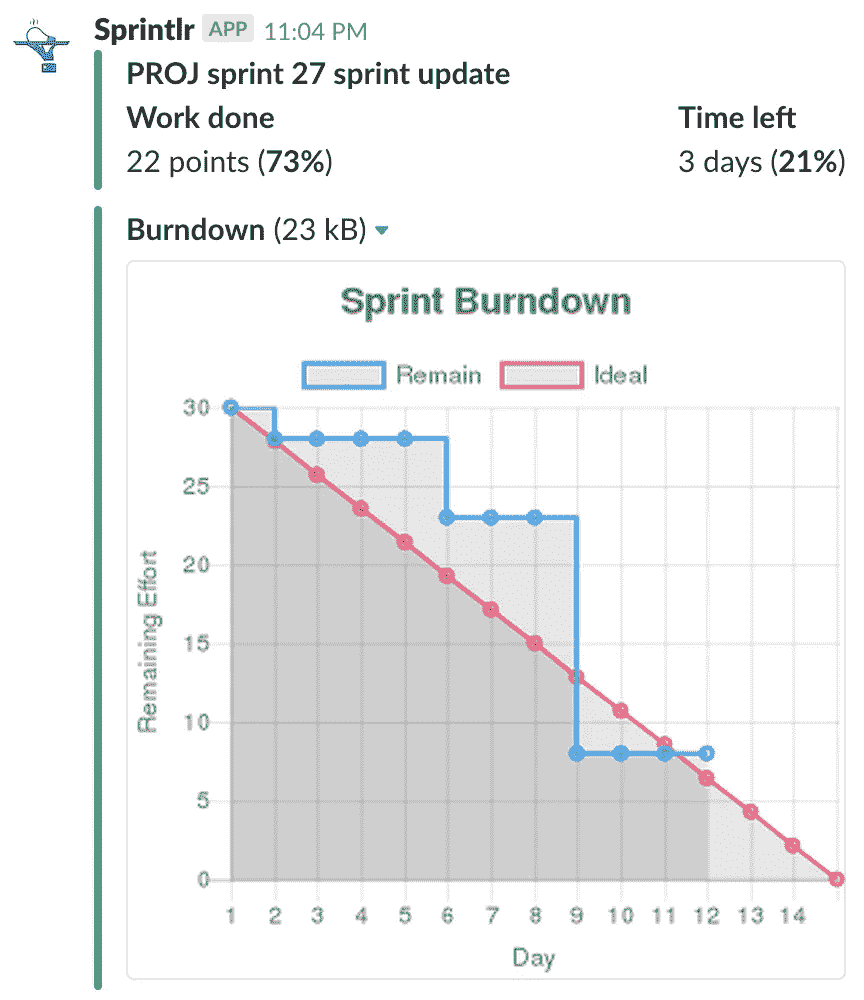 Sprintlr APP 11:04 PM
PROJ sprint 27 sprint update
Work done
Time left
22 points (73%)
3 days (21%)
Burndown (23 kB)
Sprint Burndown
Remain
Ideal
Remaining Effort
30
25
20
15
10
5
0
1 2 3 4 5 6 7 8 9 10 11 12 13 14
Day